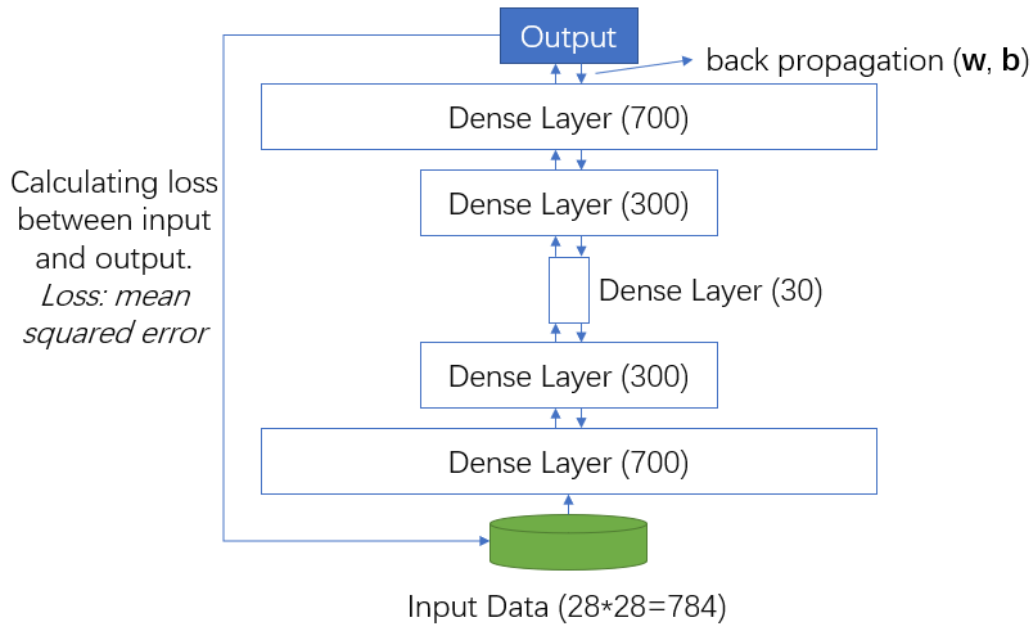 Output
back propagation (w, b)
Dense Layer (700)
Dense Layer (300)
Calculating loss
between input
and output.
Loss: mean
squared error
Dense Layer (30)
Dense Layer (300)
Dense Layer (700)
Input Data (28*28=784)